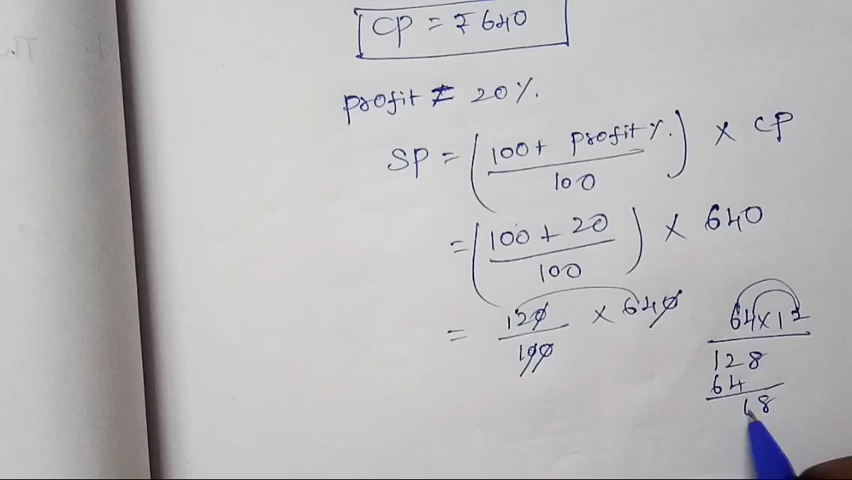 CP = ₹640
profit = 20%.
SP = (100 + profit%. / 100) × CP
= (100 + 20 / 100) × 640
= 120 / 100 × 640
64×12
128
64
68